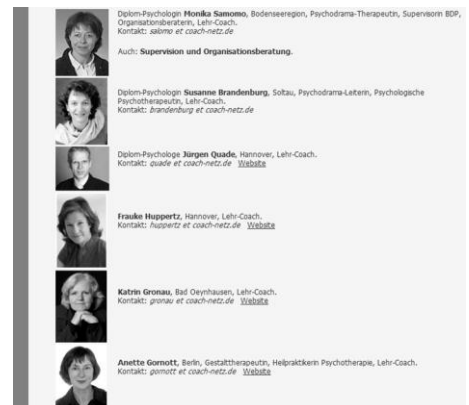 Diplom-Psychologin Monika Samomo, Bodenseeregion, Psychodrama-Therapeutin, Supervisorin BDP,
Organisationsberaterin, Lehr-Coach.
Kontakt: salomo et coach-netz.de
Auch: Supervision und Organisationsberatung.
Diplom-Psychologin Susanne Brandenburg, Soltau, Psychodrama-Leiterin, Psychologische
Psychotherapeutin, Lehr-Coach.
Kontakt: brandenburg et coach-netz.de
Diplom-Psychologe Jürgen Quade, Hannover, Lehr-Coach.
Kontakt: quade et coach-netz.de Website
Frauke Huppertz, Hannover, Lehr-Coach.
Kontakt: huppertz et coach-netz.de Website
Katrin Gronau, Bad Oeynhausen, Lehr-Coach.
Kontakt: gronau et coach-netz.de Website
Anette Gornott, Berlin, Gestalttherapeutin, Heilpraktikerin Psychotherapie, Lehr-Coach.
Kontakt: gornott et coach-netz.de Website